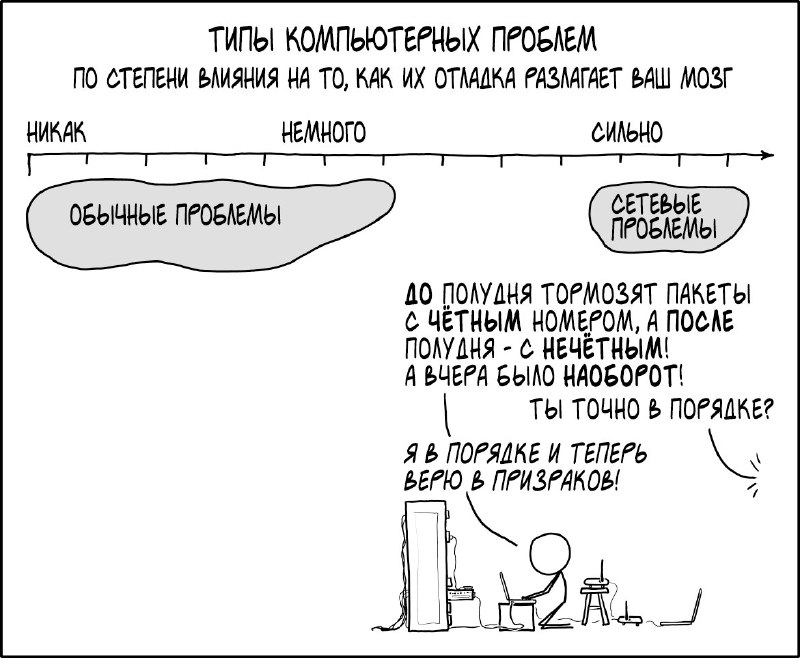 ТИПЫ КОМПЬЮТЕРНЫХ ПРОБЛЕМ
ПО СТЕПЕНИ ВЛИЯНИЯ НА ТО, КАК ИХ ОТЛАДКА РАЗЛАГАЕТ ВАШ МОЗГ
НИКАК НЕМНОГО СИЛЬНО
ОБЫЧНЫЕ ПРОБЛЕМЫ
СЕТЕВЫЕ
ПРОБЛЕМЫ
ДО ПОЛУДНЯ ТОРМОЗЯТ ПАКЕТЫ
С ЧЁТНЫМ НОМЕРОМ, А ПОСЛЕ
ПОЛУДНЯ - С НЕЧЁТНЫМ!
А ВЧЕРА БЫЛО НАОБОРОТ!
ТЫ ТОЧНО В ПОРЯДКЕ?
Я В ПОРЯДКЕ И ТЕПЕРЬ
ВЕРЮ В ПРИЗРАКОВ!